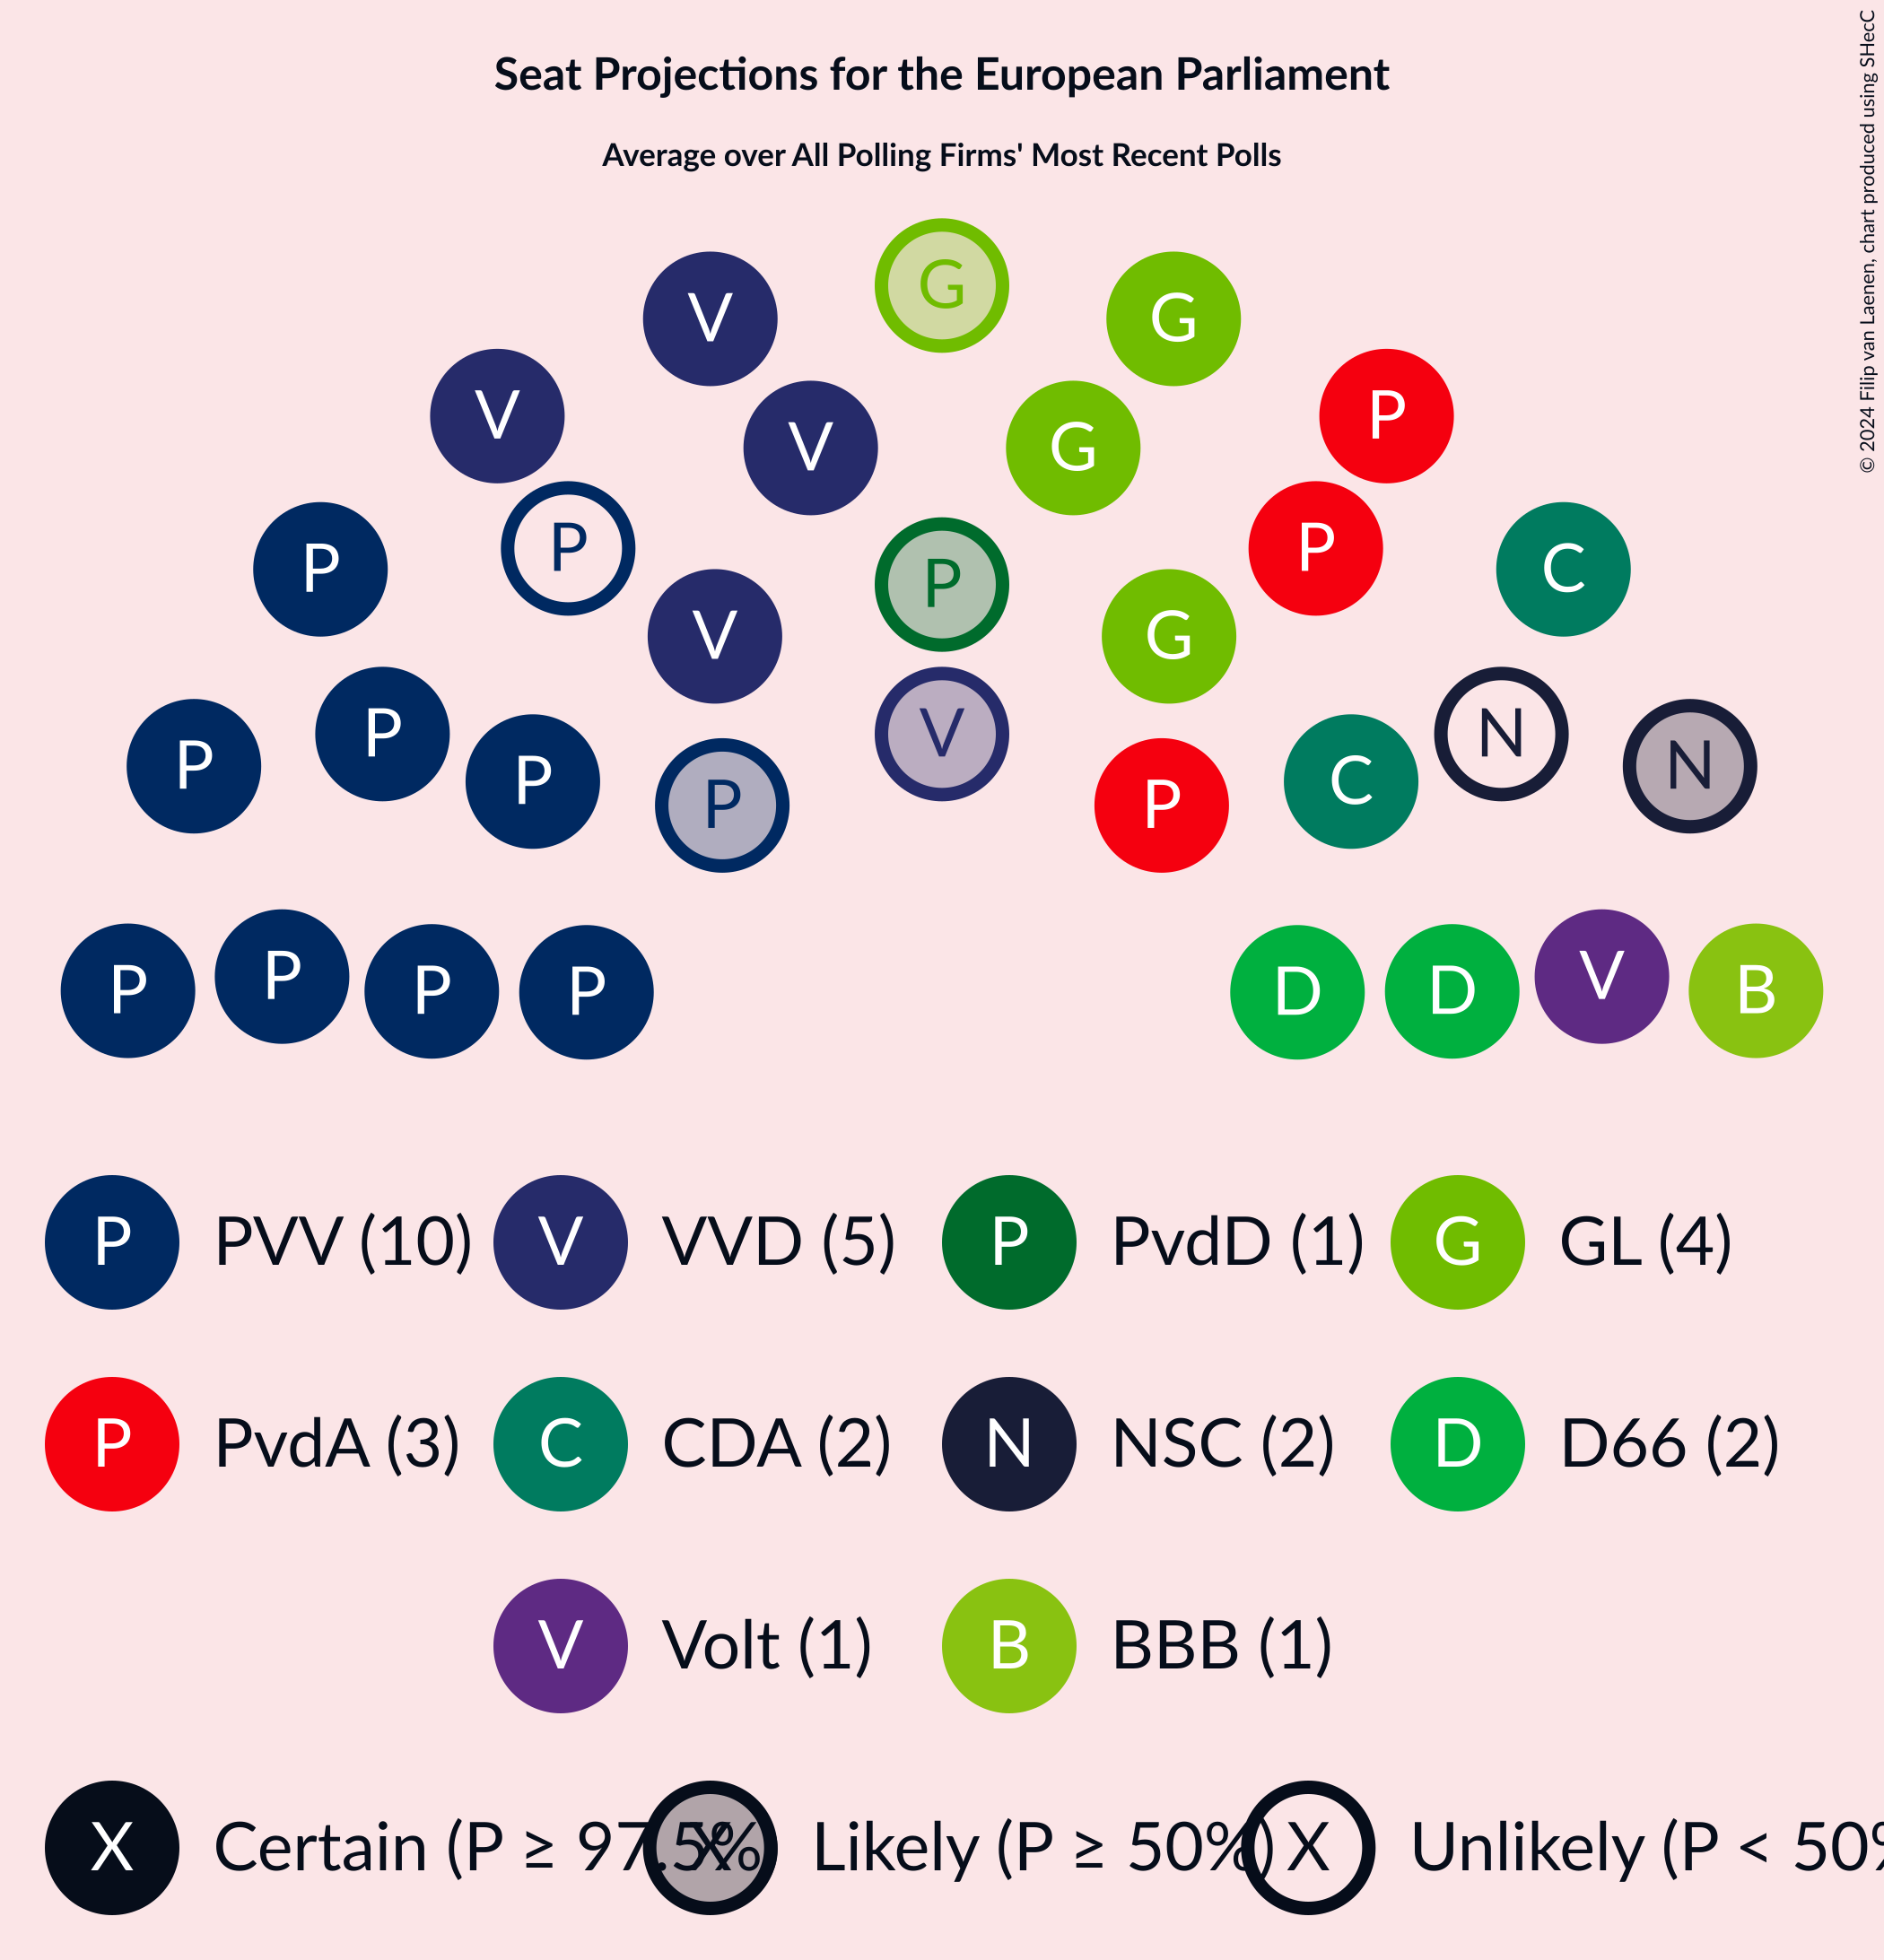 Seat Projections for the European Parliament
Average over All Polling Firms' Most Recent Polls
© 2024 Filip van Laenen, chart produced using SHecC
G
V G
V P
V G
P P P C
P
V G
V N N
P P P P P C
P P P P D D V B
P PVV (10) V VVD (5) P PvdD (1) G GL (4)
P PvdA (3) C CDA (2) N NSC (2) D D66 (2)
V Volt (1) B BBB (1)
X Certain (P ≥ 97.5% X Likely (P ≥ 50%) X Unlikely (P < 50%